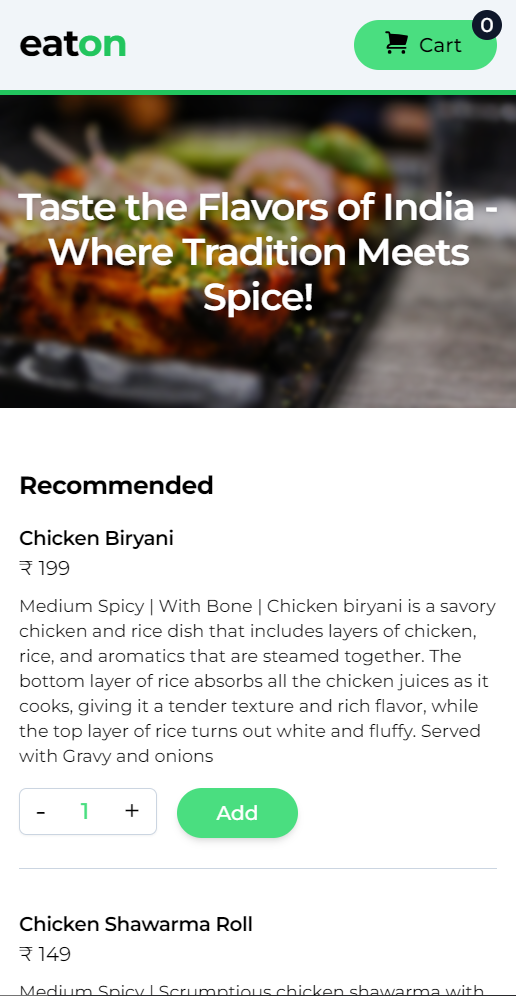 eaton
Cart
0
Taste the Flavors of India -
Where Tradition Meets
Spice!
Recommended
Chicken Biryani
₹ 199
Medium Spicy | With Bone | Chicken biryani is a savory
chicken and rice dish that includes layers of chicken,
rice, and aromatics that are steamed together. The
bottom layer of rice absorbs all the chicken juices as it
cooks, giving it a tender texture and rich flavor, while
the top layer of rice turns out white and fluffy. Served
with Gravy and onions
- 1 +
Add
Chicken Shawarma Roll
₹ 149
Medium Spicy | Scrumptious chicken shawarma with